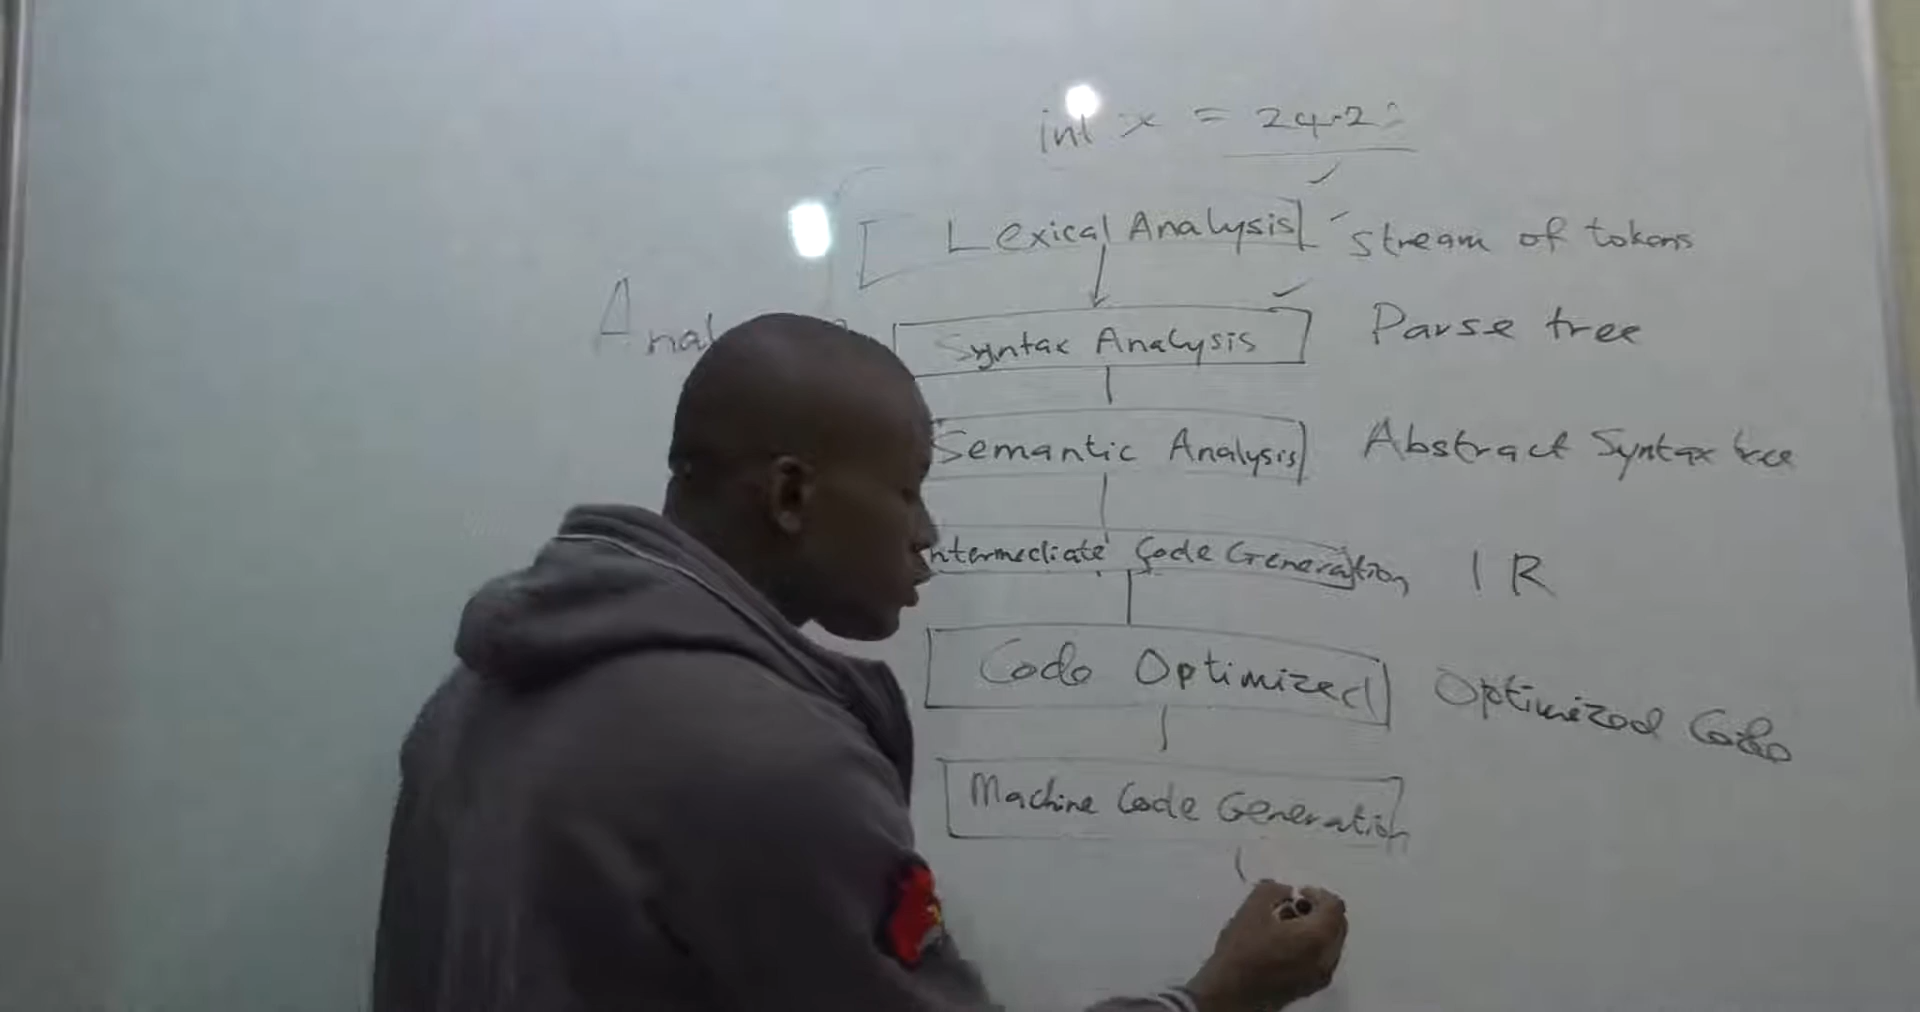 int x = 24.2;
Lexical Analysis stream of tokens
Syntax Analysis Parse tree
Semantic Analysis Abstract Syntax tree
ntermediate Code Generation IR
Code Optimized Optimized Code
Machine Code Generation